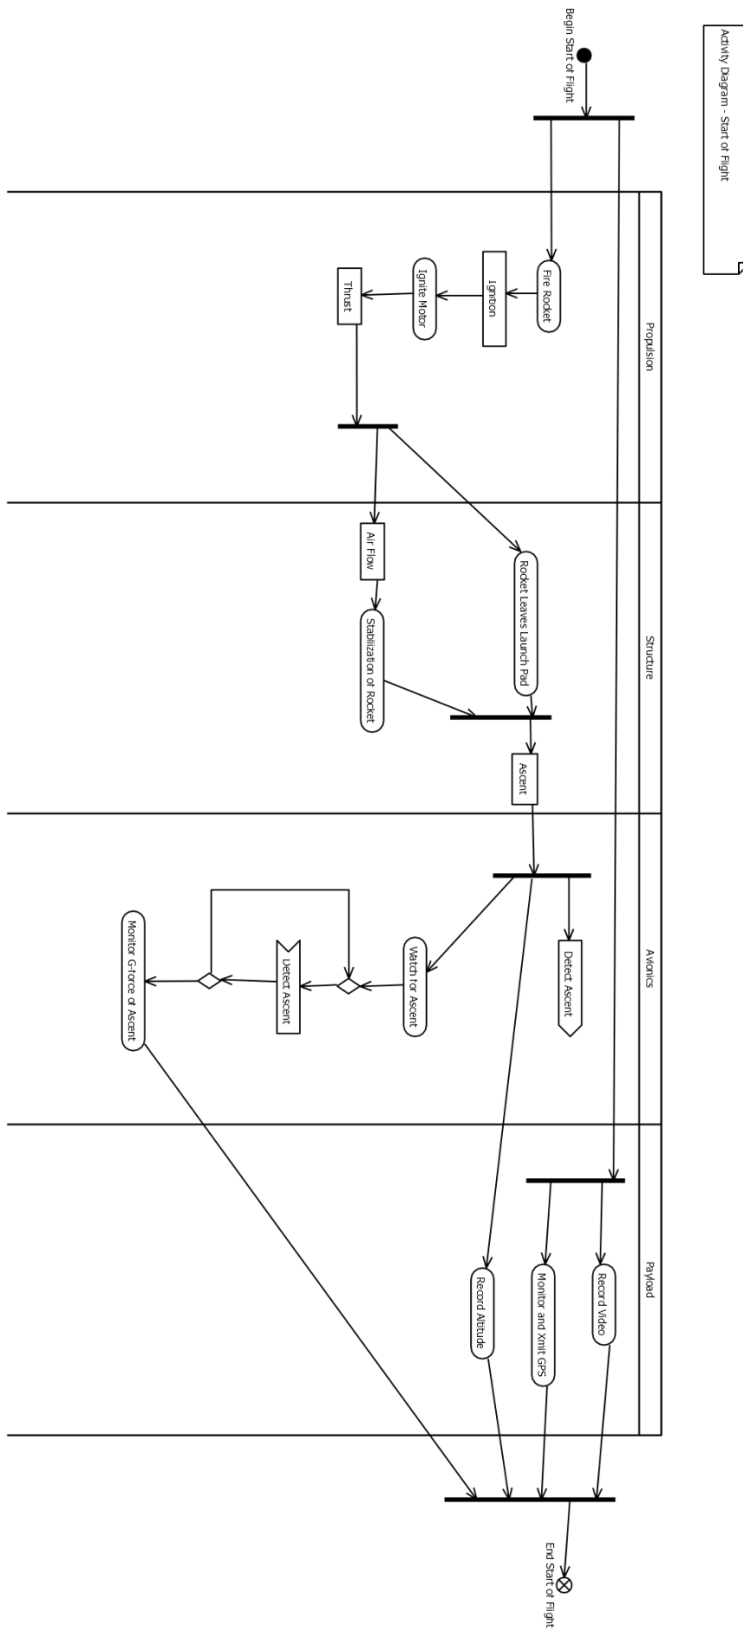 Activity Diagram - Start of Flight
Begin Start of Flight
Propulsion
Fire Rocket
Ignition
Ignite Motor
Thrust
Structure
Rocket Leaves Launch Pad
Air Flow
Stabilization of Rocket
Ascent
Avionics
Detect Ascent
Watch for Ascent
Detect Ascent
Monitor G-force of Ascent
Payload
Record Video
Monitor and Xmit GPS
Record Altitude
End Start of Flight